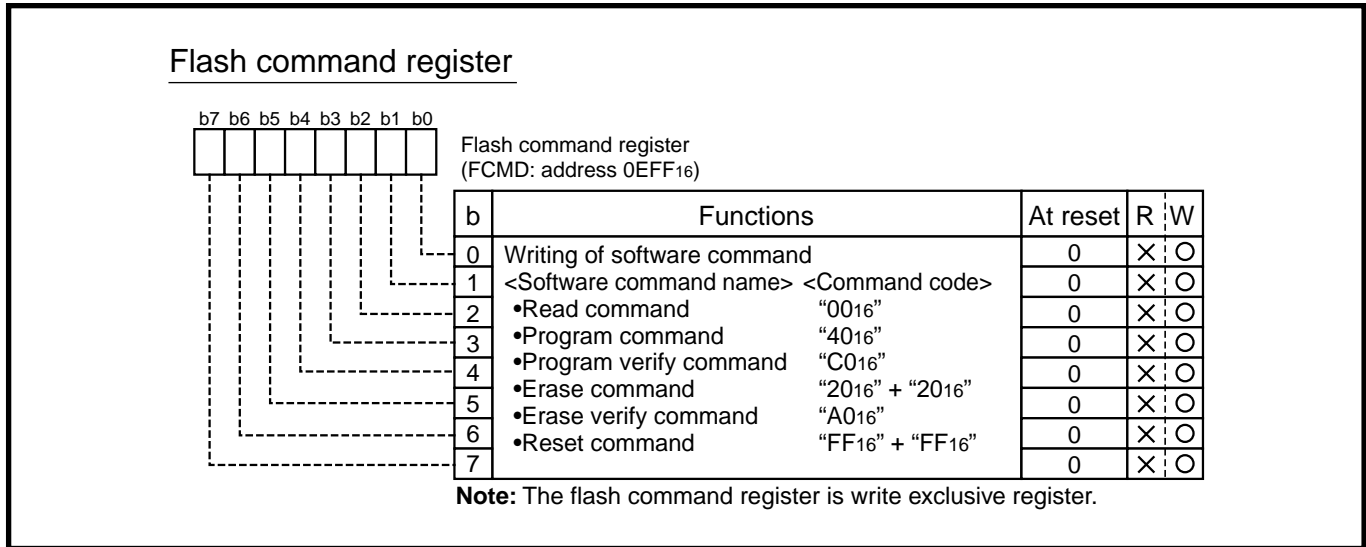 Flash command register
b7 b6 b5 b4 b3 b2 b1 b0
Flash command register
(FCMD: address 0EFF16)
b Functions At reset R W
0 Writing of software command 0 × ○
1 <Software command name> <Command code> 0 × ○
2 •Read command “0016” 0 × ○
3 •Program command “4016” 0 × ○
4 •Program verify command “C016” 0 × ○
5 •Erase command “2016” + “2016” 0 × ○
6 •Erase verify command “A016” 0 × ○
7 •Reset command “FF16” + “FF16” 0 × ○
Note: The flash command register is write exclusive register.